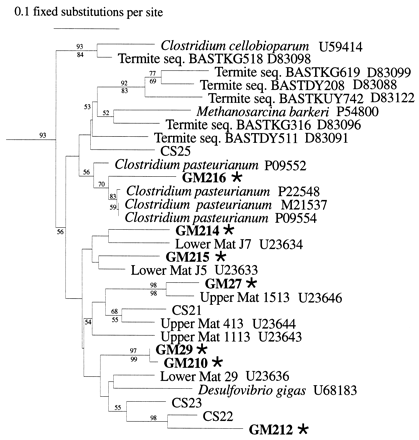 0.1 fixed substitutions per site
93
84
Clostridium cellobioparum U59414
Termite seq. BASTKG518 D83098
77
69
Termite seq. BASTKG619 D83099
92
83
Termite seq. BASTDY208 D83088
Termite seq. BASTKUY742 D83122
53
52
Methanosarcina barkeri P54800
Termite seq. BASTKG316 D83096
93
Termite seq. BASTDY511 D83091
CS25
56
Clostridium pasteurianum P09552
70
GM216 *
83
59
Clostridium pasteurianum P22548
Clostridium pasteurianum M21537
Clostridium pasteurianum P09554
56
GM214 *
Lower Mat J7 U23634
GM215 *
Lower Mat J5 U23633
98
98
GM27 *
Upper Mat 1513 U23646
68
55
CS21
54
Upper Mat 413 U23644
Upper Mat 1113 U23643
97
99
GM29 *
GM210 *
Lower Mat 29 U23636
Desulfovibrio gigas U68183
55
CS23
98
CS22
GM212 *